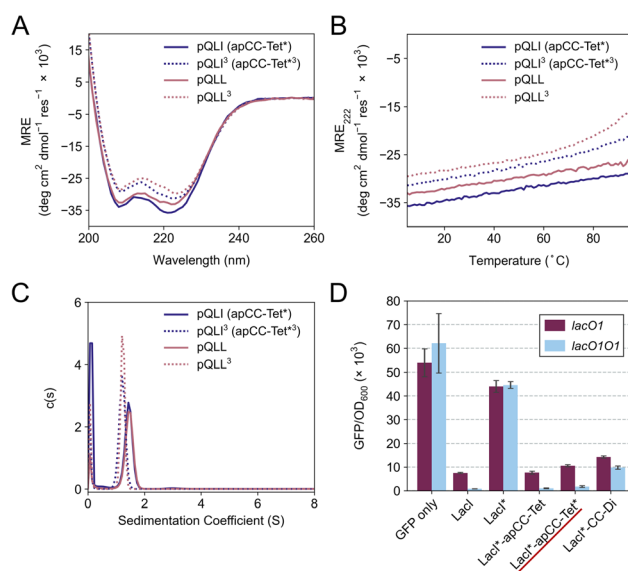 A
MRE
(deg cm² dmol⁻¹ res⁻¹ × 10³)
15
5
−5
−15
−25
−35
200
220
240
260
Wavelength (nm)
pQLI (apCC-Tet*)
pQLI³ (apCC-Tet*³)
pQLL
pQLL³
B
MRE₂₂₂
(deg cm² dmol⁻¹ res⁻¹ × 10³)
−5
−15
−25
−35
20
40
60
80
Temperature (°C)
pQLI (apCC-Tet*)
pQLI³ (apCC-Tet*³)
pQLL
pQLL³
C
c(s)
6
4
2
0
0
2
4
6
8
Sedimentation Coefficient (S)
pQLI (apCC-Tet*)
pQLI³ (apCC-Tet*³)
pQLL
pQLL³
D
GFP/OD₆₀₀ (× 10³)
80
70
60
50
40
30
20
10
0
lacO1
lacO1O1
GFP only
LacI
LacI*
LacI*-apCC-Tet
LacI*-apCC-Tet*
LacI*-CC-Di